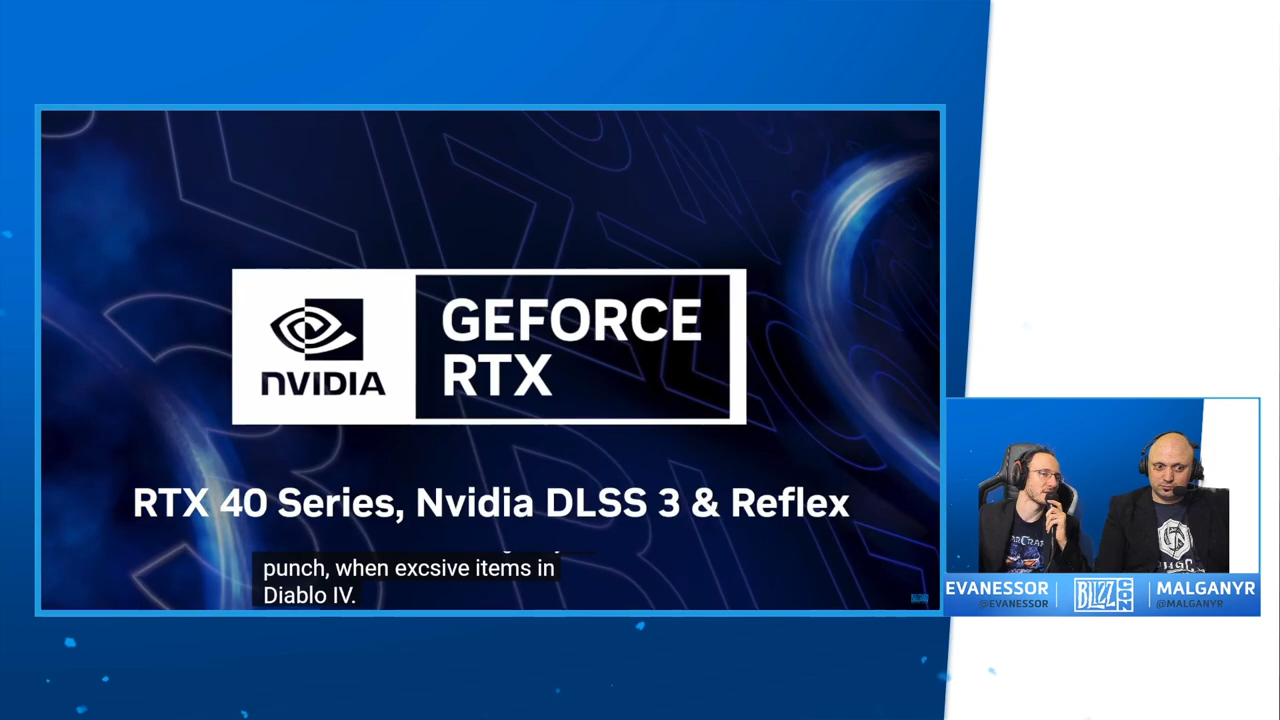 NVIDIA
GEFORCE
RTX
RTX 40 Series, Nvidia DLSS 3 & Reflex
punch, when excsive items in
Diablo IV.
EVANESSOR
@EVANESSOR
BLIZZ
CON
MALGANYR
@MALGANYR